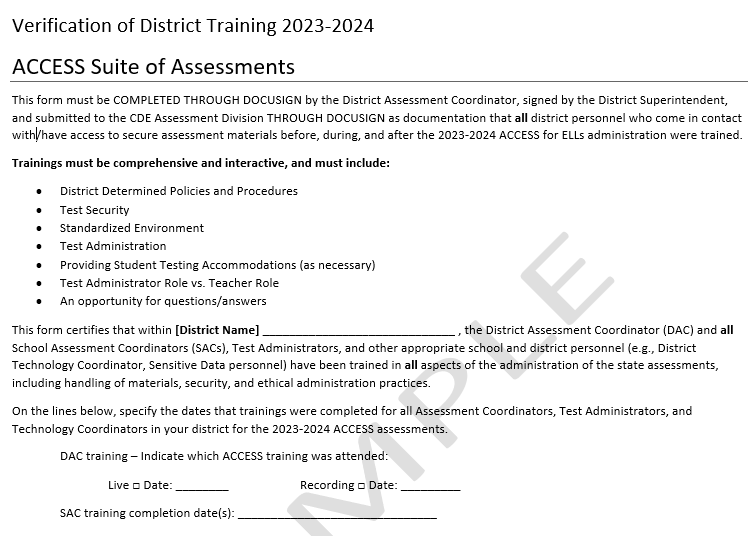 Verification of District Training 2023-2024
ACCESS Suite of Assessments
This form must be COMPLETED THROUGH DOCUSIGN by the District Assessment Coordinator, signed by the District Superintendent,
and submitted to the CDE Assessment Division THROUGH DOCUSIGN as documentation that all district personnel who come in contact
with/have access to secure assessment materials before, during, and after the 2023-2024 ACCESS for ELLs administration were trained.
Trainings must be comprehensive and interactive, and must include:
• District Determined Policies and Procedures
• Test Security
• Standardized Environment
• Test Administration
• Providing Student Testing Accommodations (as necessary)
• Test Administrator Role vs. Teacher Role
• An opportunity for questions/answers
This form certifies that within [District Name] ______________________________ , the District Assessment Coordinator (DAC) and all
School Assessment Coordinators (SACs), Test Administrators, and other appropriate school and district personnel (e.g., District
Technology Coordinator, Sensitive Data personnel) have been trained in all aspects of the administration of the state assessments,
including handling of materials, security, and ethical administration practices.
On the lines below, specify the dates that trainings were completed for all Assessment Coordinators, Test Administrators, and
Technology Coordinators in your district for the 2023-2024 ACCESS assessments.
DAC training – Indicate which ACCESS training was attended:
Live □ Date: ________ Recording □ Date: _________
SAC training completion date(s): ______________________________
MPLE